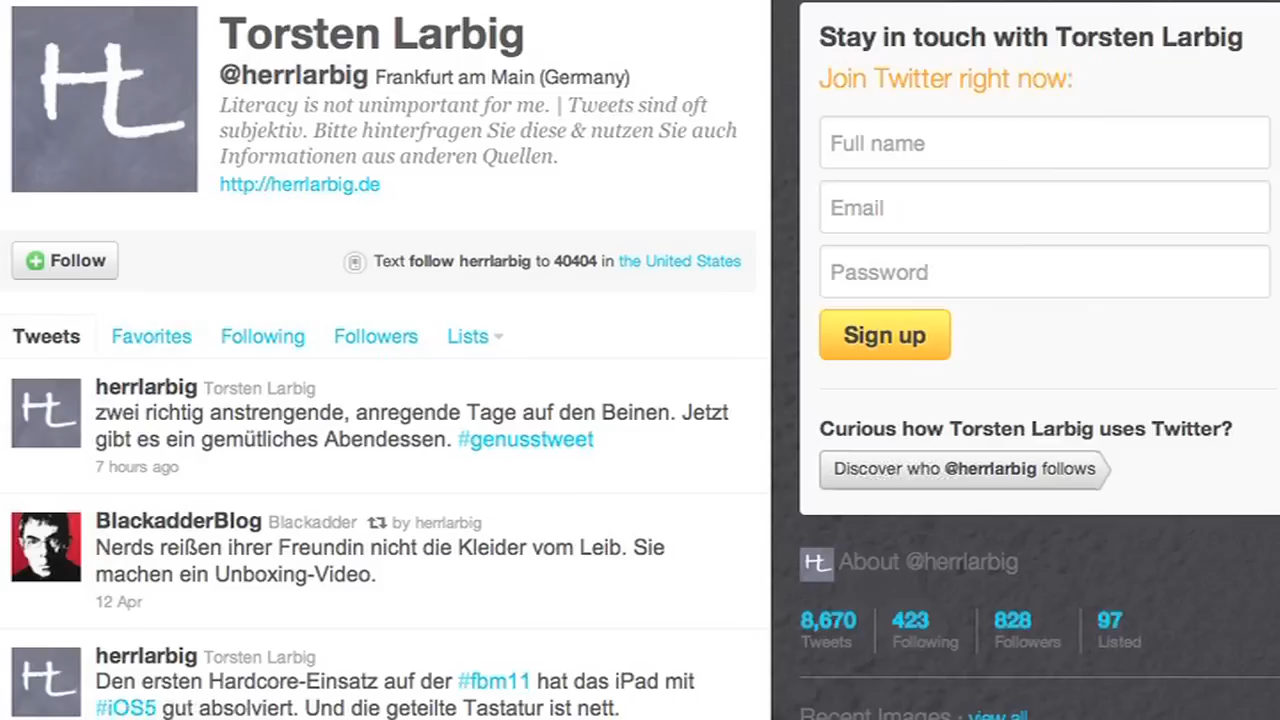 Torsten Larbig
@herrlarbig Frankfurt am Main (Germany)
Literacy is not unimportant for me. | Tweets sind oft
subjektiv. Bitte hinterfragen Sie diese & nutzen Sie auch
Informationen aus anderen Quellen.
http://herrlarbig.de
Follow
Text follow herrlarbig to 40404 in the United States
Tweets Favorites Following Followers Lists
herrlarbig Torsten Larbig
zwei richtig anstrengende, anregende Tage auf den Beinen. Jetzt
gibt es ein gemütliches Abendessen. #genusstweet
7 hours ago
BlackadderBlog Blackadder by herrlarbig
Nerds reißen ihrer Freundin nicht die Kleider vom Leib. Sie
machen ein Unboxing-Video.
12 Apr
herrlarbig Torsten Larbig
Den ersten Hardcore-Einsatz auf der #fbm11 hat das iPad mit
#iOS5 gut absolviert. Und die geteilte Tastatur ist nett.
Stay in touch with Torsten Larbig
Join Twitter right now:
Full name
Email
Password
Sign up
Curious how Torsten Larbig uses Twitter?
Discover who @herrlarbig follows
HL About @herrlarbig
8,670 423 828 97
Tweets Following Followers Listed
Recent Images · view all